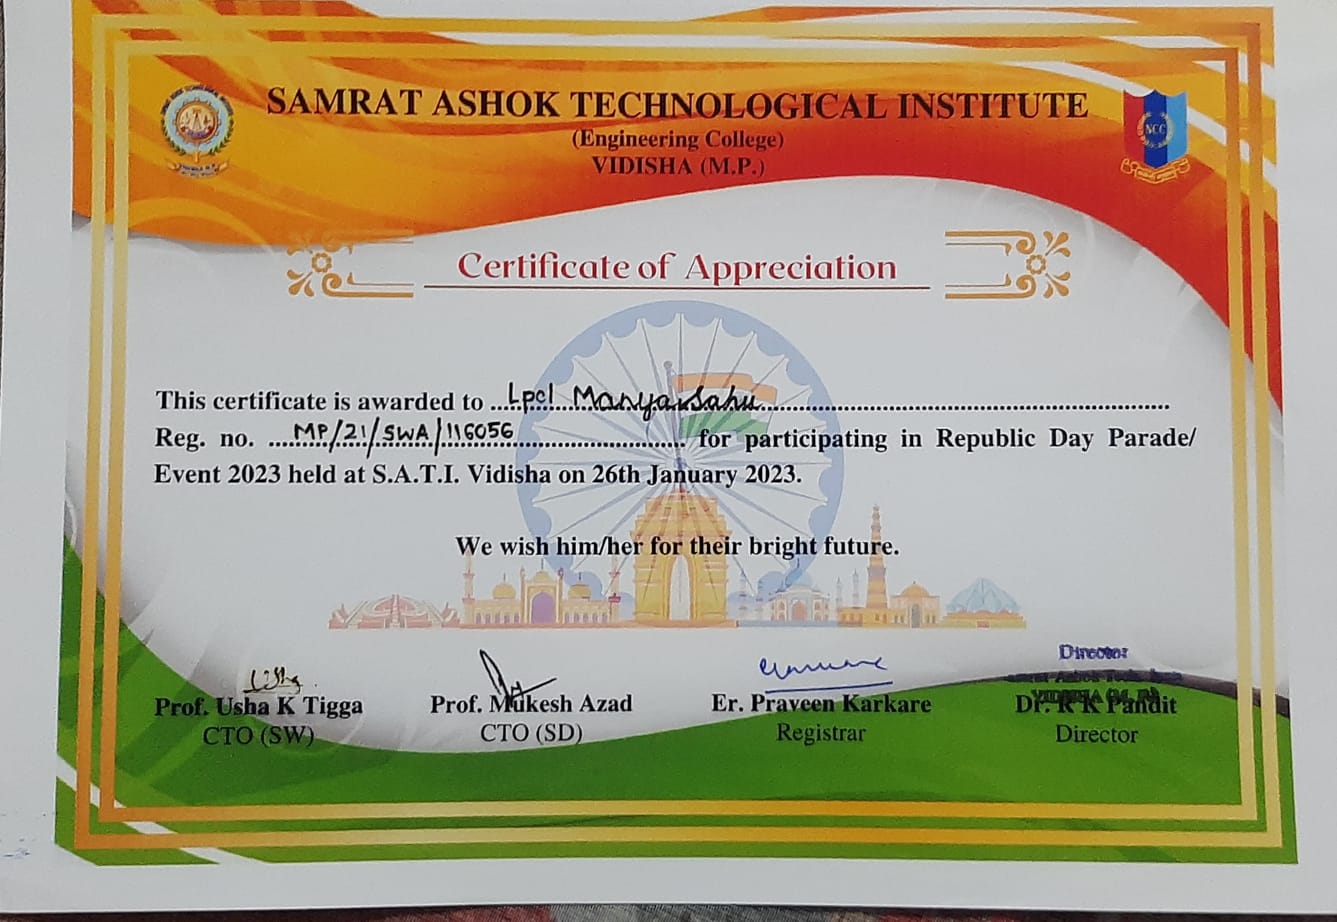 SAMRAT ASHOK TECHNOLOGICAL INSTITUTE
(Engineering College)
VIDISHA (M.P.)
NCC
Certificate of Appreciation
This certificate is awarded to ....Lpcl Manya Sahu....
Reg. no. ....MP/21/SWA/116056.... for participating in Republic Day Parade/
Event 2023 held at S.A.T.I. Vidisha on 26th January 2023.
We wish him/her for their bright future.
Director
Prof. Usha K Tigga
CTO (SW)
Prof. Mukesh Azad
CTO (SD)
Er. Praveen Karkare
Registrar
Dr. R K Pandit
Director